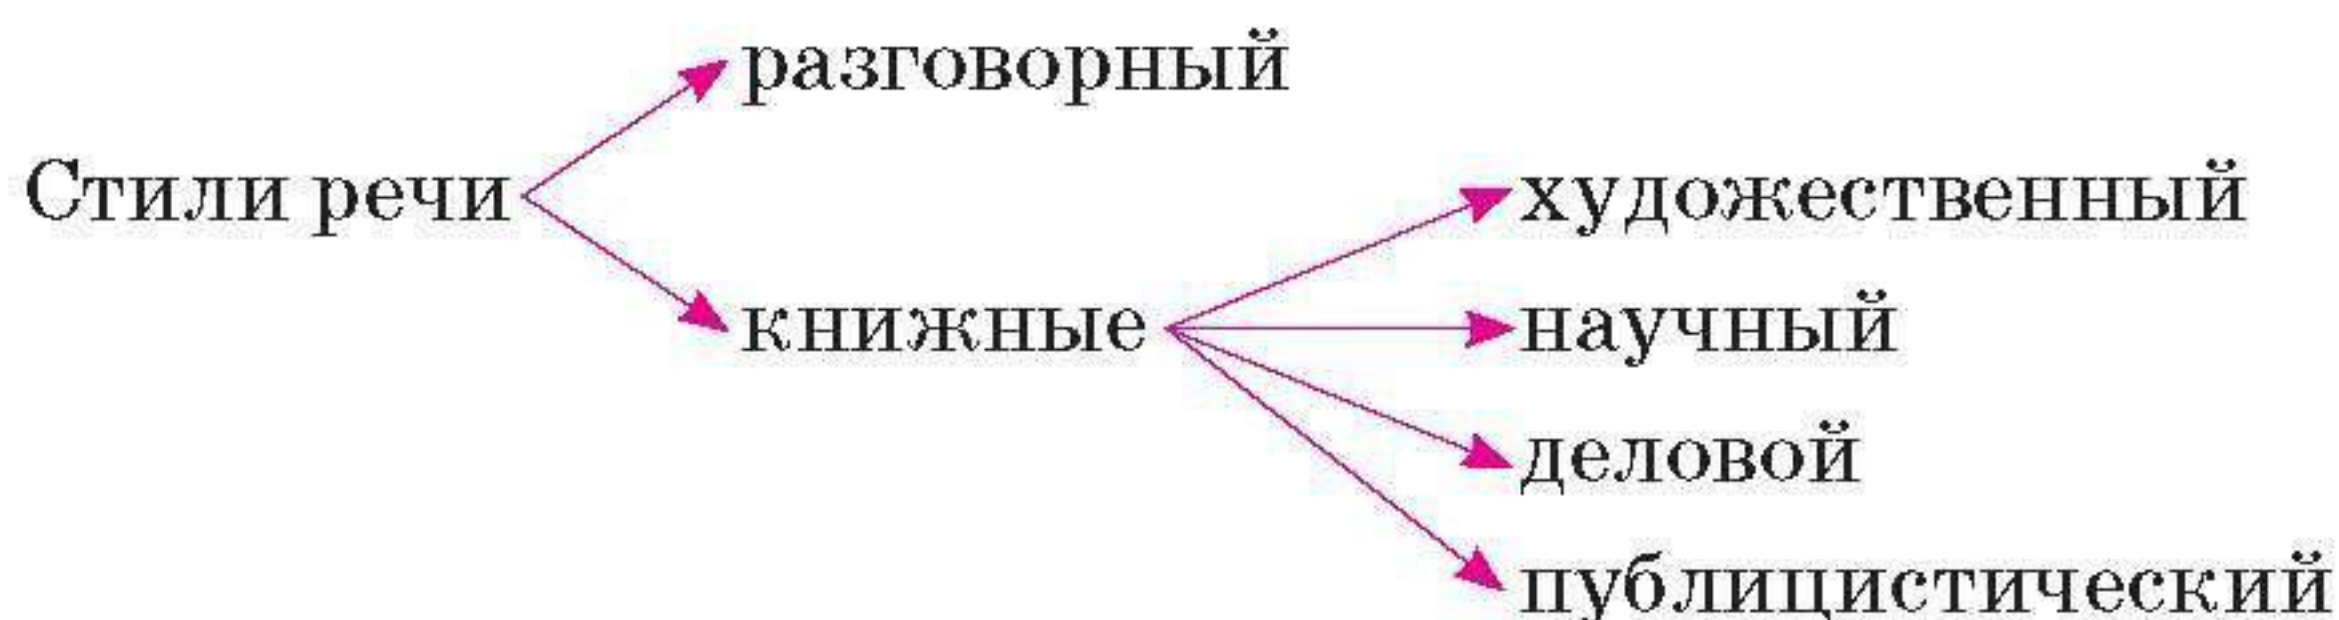 разговорный
Стили речи
художественный
книжные
научный
деловой
публицистический